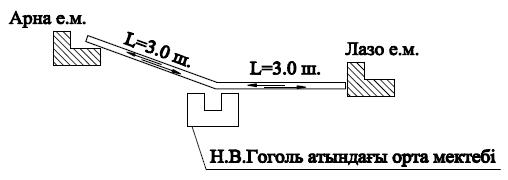 Арна е.м.
L=3.0 ш.
Лазо е.м.
L=3.0 ш.
Н.В.Гоголь атындағы орта мектебі